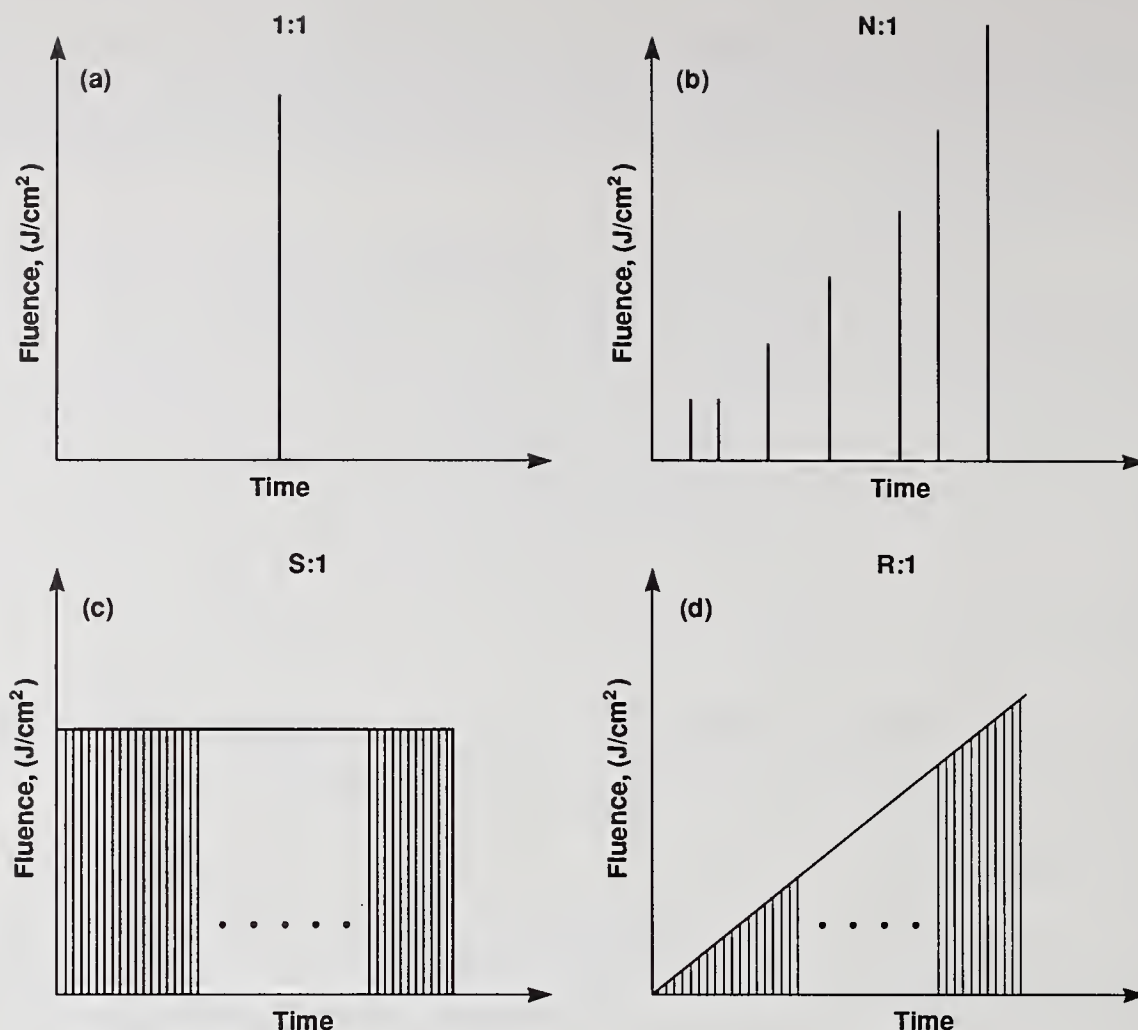 1:1
(a)
Fluence, (J/cm²)
Time
N:1
(b)
Fluence, (J/cm²)
Time
S:1
(c)
Fluence, (J/cm²)
Time
R:1
(d)
Fluence, (J/cm²)
Time